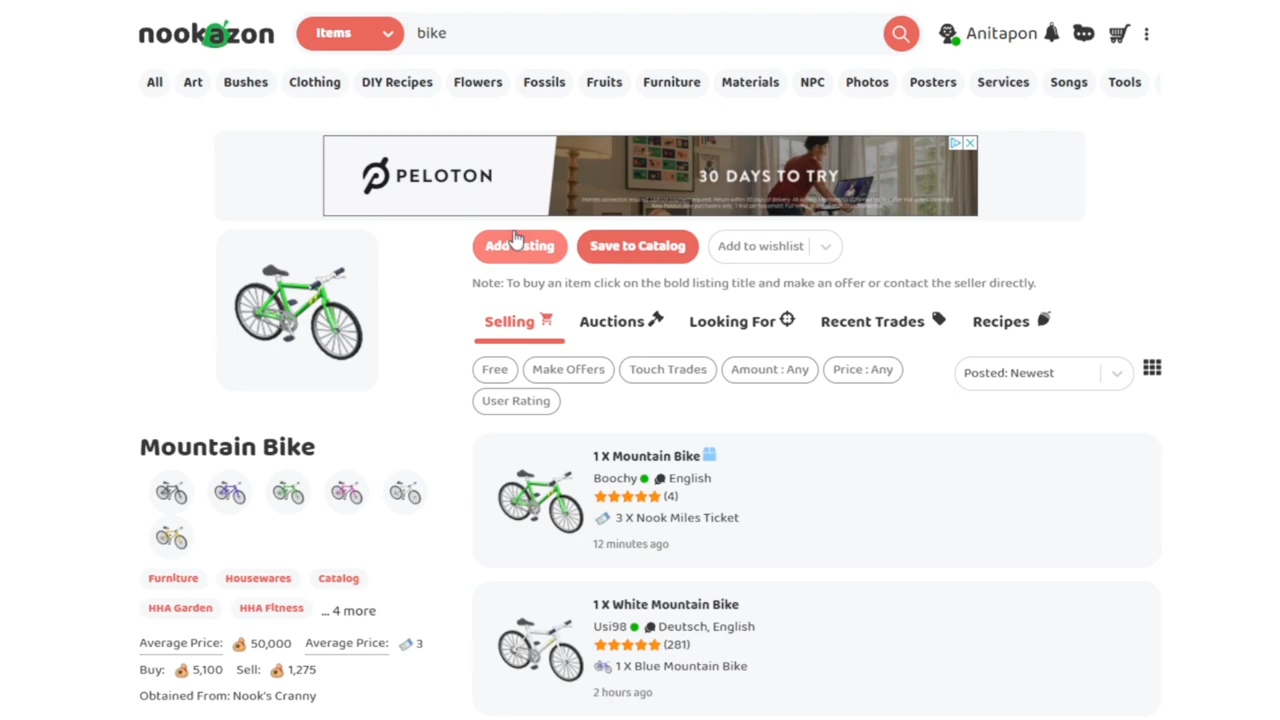 nookazon
Items
bike
Anitapon
All
Art
Bushes
Clothing
DIY Recipes
Flowers
Fossils
Fruits
Furniture
Materials
NPC
Photos
Posters
Services
Songs
Tools
PELOTON
30 DAYS TO TRY
Save to Catalog
Add to wishlist
Note: To buy an item click on the bold listing title and make an offer or contact the seller directly.
Selling
Auctions
Looking For
Recent Trades
Recipes
Free
Make Offers
Touch Trades
Amount : Any
Price : Any
Posted: Newest
User Rating
Mountain Bike
Furniture
Housewares
Catalog
HHA Garden
HHA Fitness
... 4 more
Average Price: 50,000 Average Price: 3
Buy: 5,100 Sell: 1,275
Obtained From: Nook's Cranny
1 X Mountain Bike
Boochy English
(4)
3 X Nook Miles Ticket
12 minutes ago
1 X White Mountain Bike
Usi98 Deutsch, English
(281)
1 X Blue Mountain Bike
2 hours ago